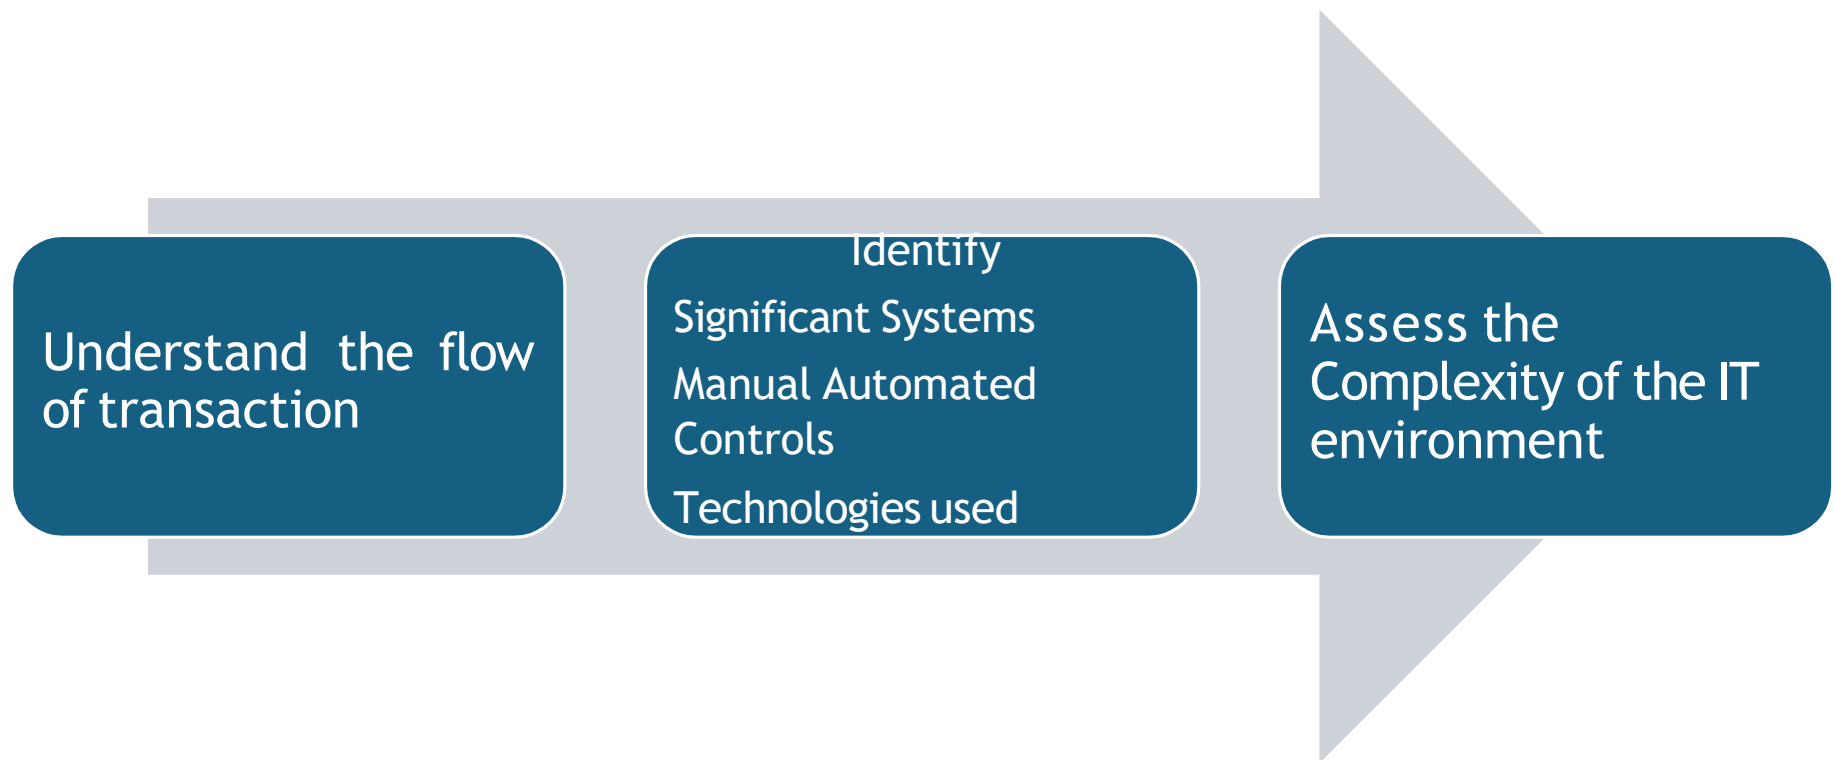 Understand the flow
of transaction
Identify
Significant Systems
Manual Automated
Controls
Technologies used
Assess the
Complexity of the IT
environment